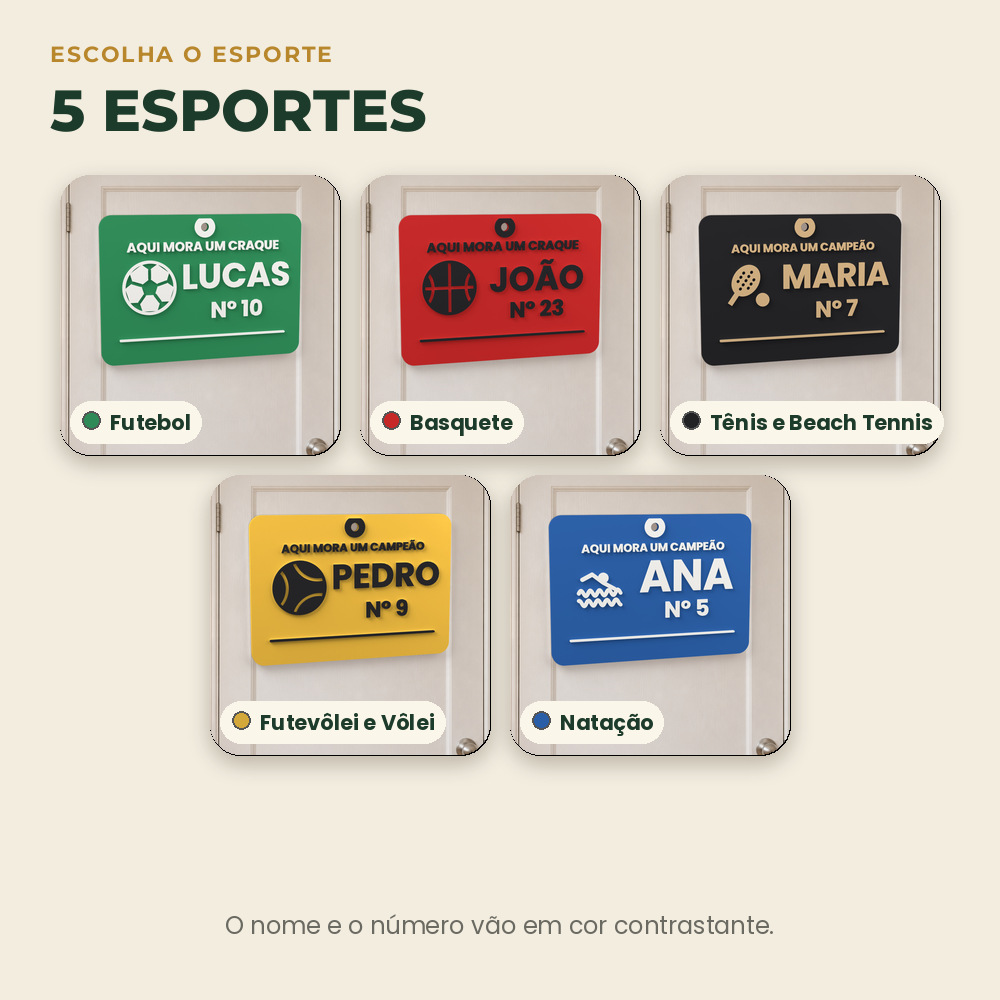 ESCOLHA O ESPORTE
5 ESPORTES
AQUI MORA UM CRAQUE
LUCAS
Nº 10
Futebol
AQUI MORA UM CRAQUE
JOÃO
Nº 23
Basquete
AQUI MORA UM CAMPEÃO
MARIA
Nº 7
Tênis e Beach Tennis
AQUI MORA UM CAMPEÃO
PEDRO
Nº 9
Futevôlei e Vôlei
AQUI MORA UM CAMPEÃO
ANA
Nº 5
Natação
O nome e o número vão em cor contrastante.